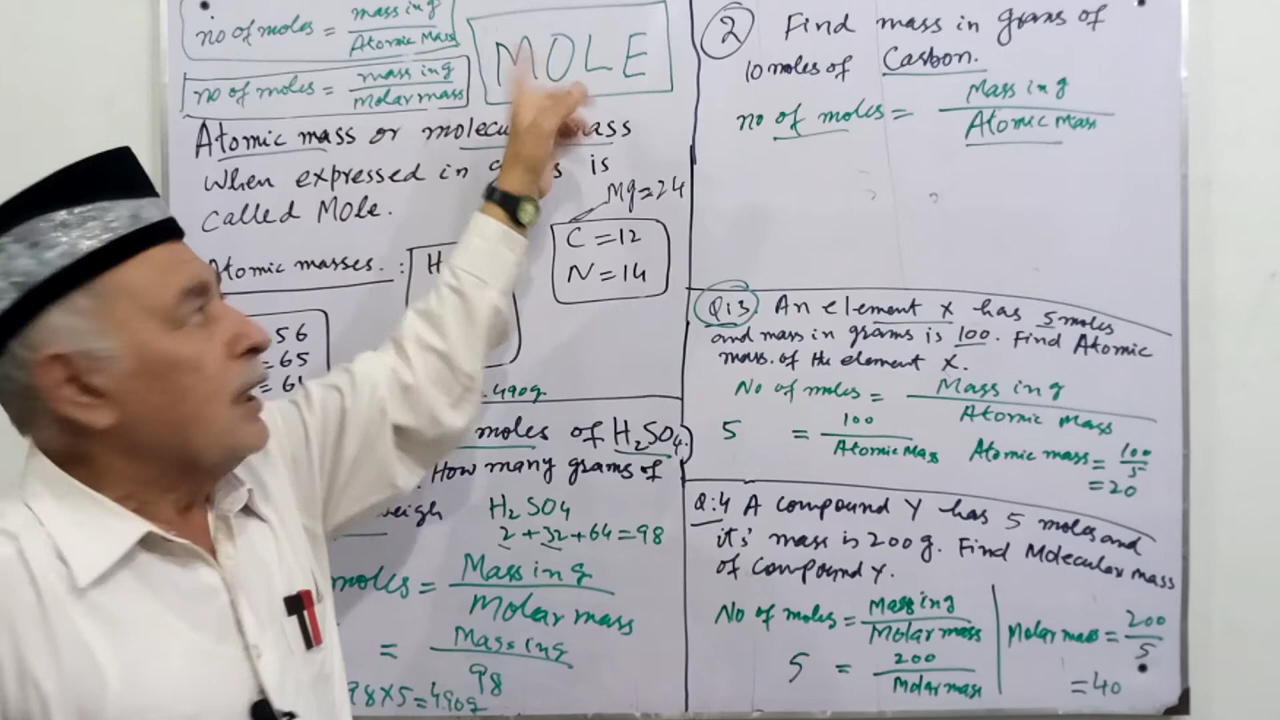 no of moles = mass in g / Atomic Mass
no of moles = mass in g / Molar mass
MOLE
Atomic mass or mass
When expressed in is
called Mole.
Mg=24
C = 12
N = 14
Atomic masses. : H
56
= 65
= 6
490g.
moles of H2SO4.
How many grams of
weigh H2SO4
2+32+64=98
moles = Mass in g / Molar mass
= Mass in g / 98
98×5=490g
2 Find mass in grams of
10 moles of Carbon.
no of moles = Mass in g / Atomic Mass
Q:3 An element X has 5 moles
and mass in grams is 100. Find Atomic
mass. of the element X.
No of moles = Mass in g / Atomic Mass
5 = 100 / Atomic Mass Atomic mass = 100/5
= 20
Q:4 A compound Y has 5 moles and
its' mass is 200g. Find Molecular mass
of compound Y.
No of moles = Mass in g / Molar mass
5 = 200 / Molar mass
Molar mass = 200/5
= 40